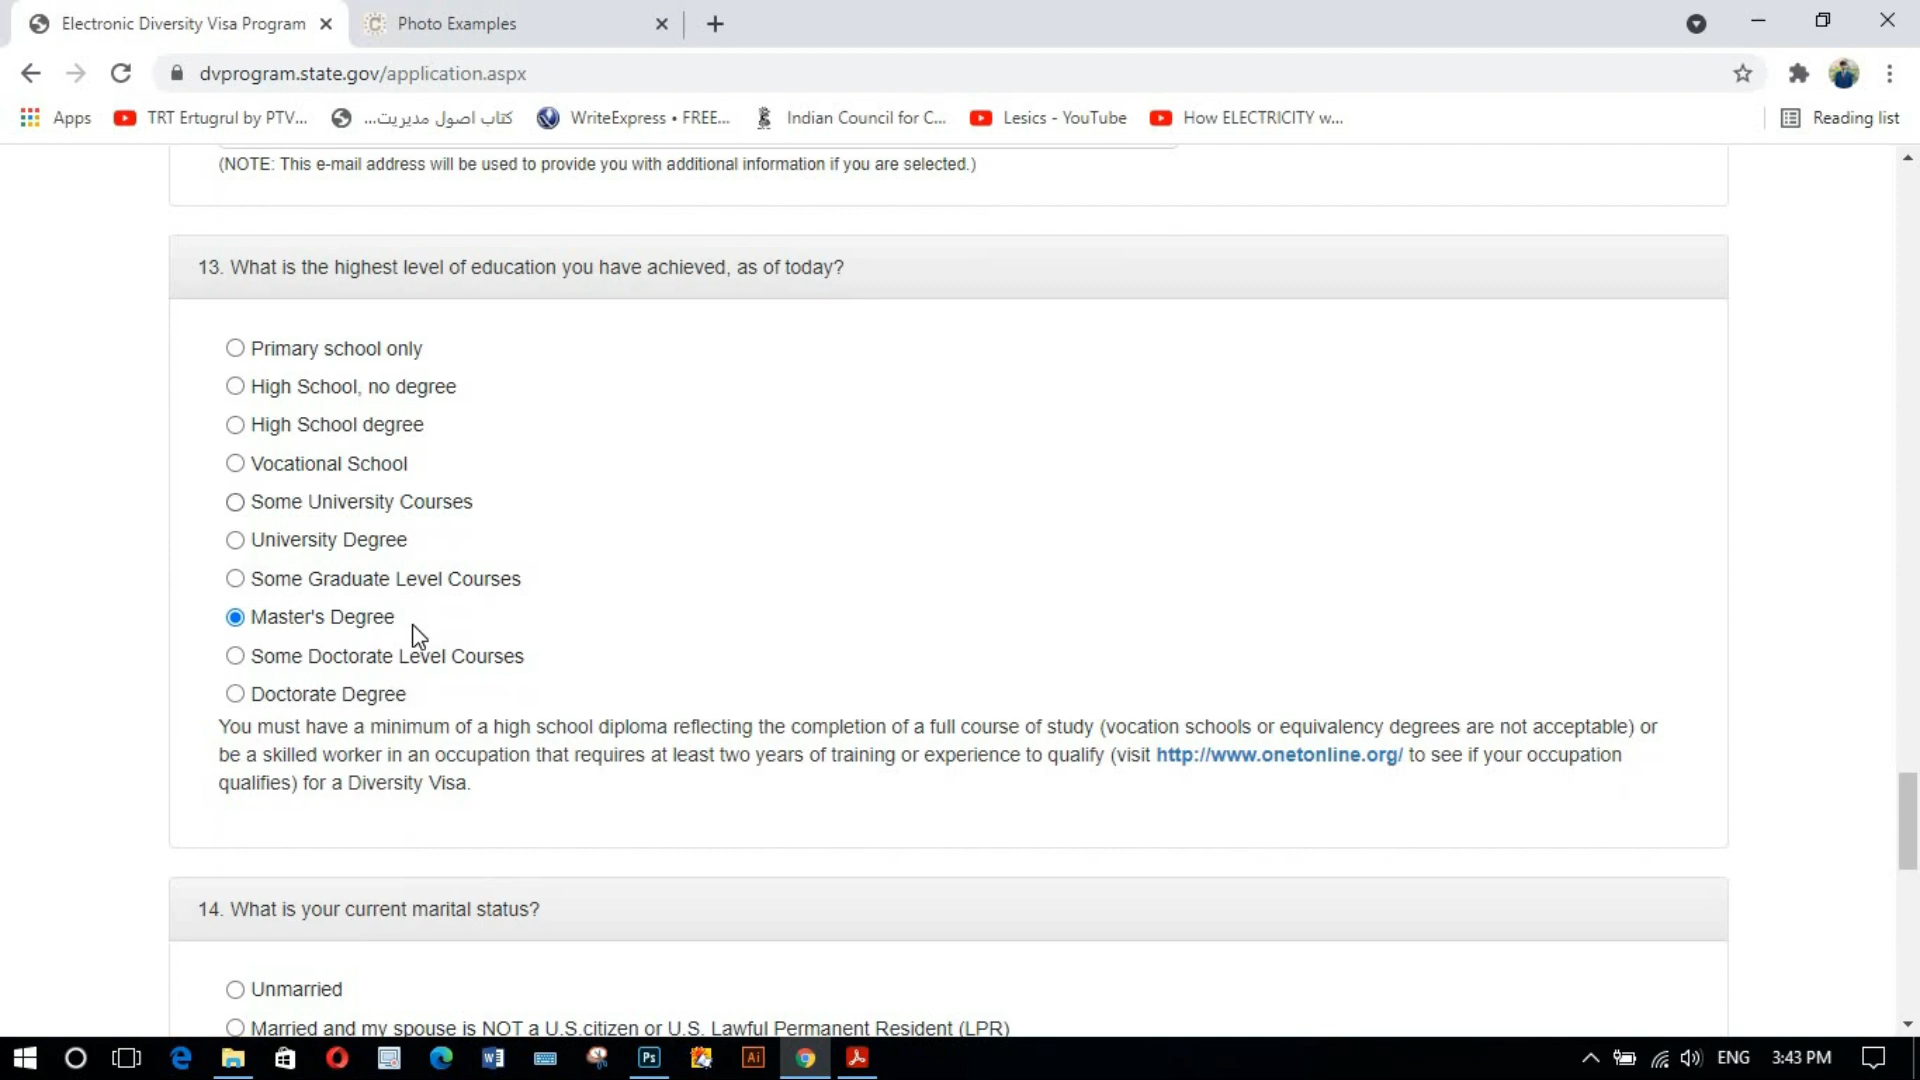 Electronic Diversity Visa Program
Photo Examples
dvprogram.state.gov/application.aspx
Apps
TRT Ertugrul by PTV...
کتاب اصول مدیریت...
WriteExpress • FREE...
Indian Council for C...
Lesics - YouTube
How ELECTRICITY w...
Reading list
(NOTE: This e-mail address will be used to provide you with additional information if you are selected.)
13. What is the highest level of education you have achieved, as of today?
Primary school only
High School, no degree
High School degree
Vocational School
Some University Courses
University Degree
Some Graduate Level Courses
Master's Degree
Some Doctorate Level Courses
Doctorate Degree
You must have a minimum of a high school diploma reflecting the completion of a full course of study (vocation schools or equivalency degrees are not acceptable) or
be a skilled worker in an occupation that requires at least two years of training or experience to qualify (visit http://www.onetonline.org/ to see if your occupation
qualifies) for a Diversity Visa.
14. What is your current marital status?
Unmarried
Married and my spouse is NOT a U.S.citizen or U.S. Lawful Permanent Resident (LPR)
Ps
Ai
ENG
3:43 PM